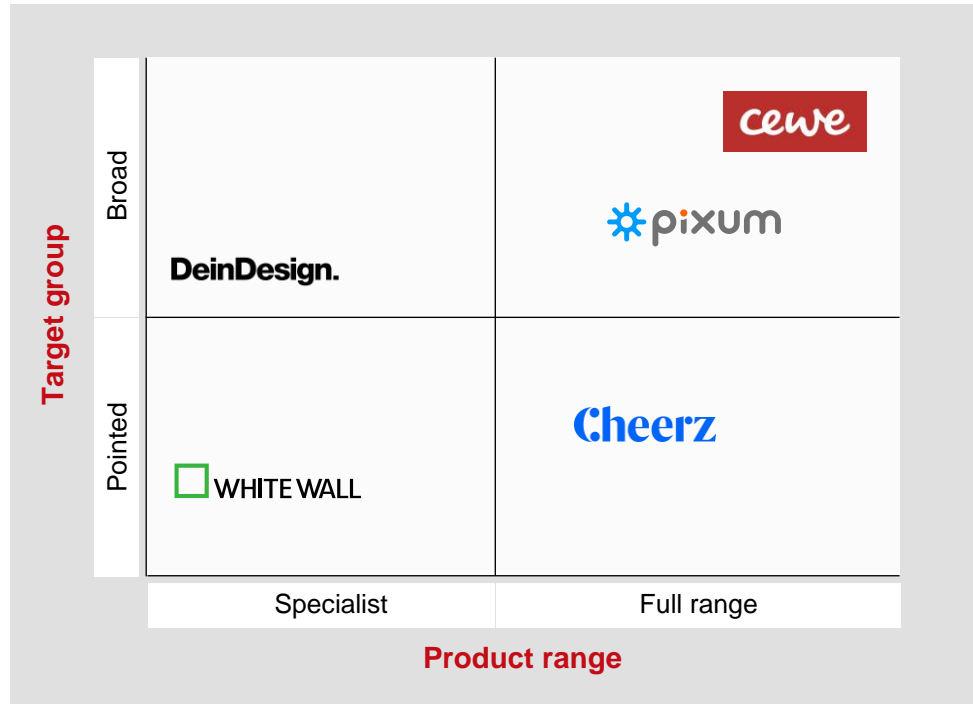 Target group
Broad
Pointed
cewe
pixum
DeinDesign.
Cheerz
WHITE WALL
Specialist
Full range
Product range